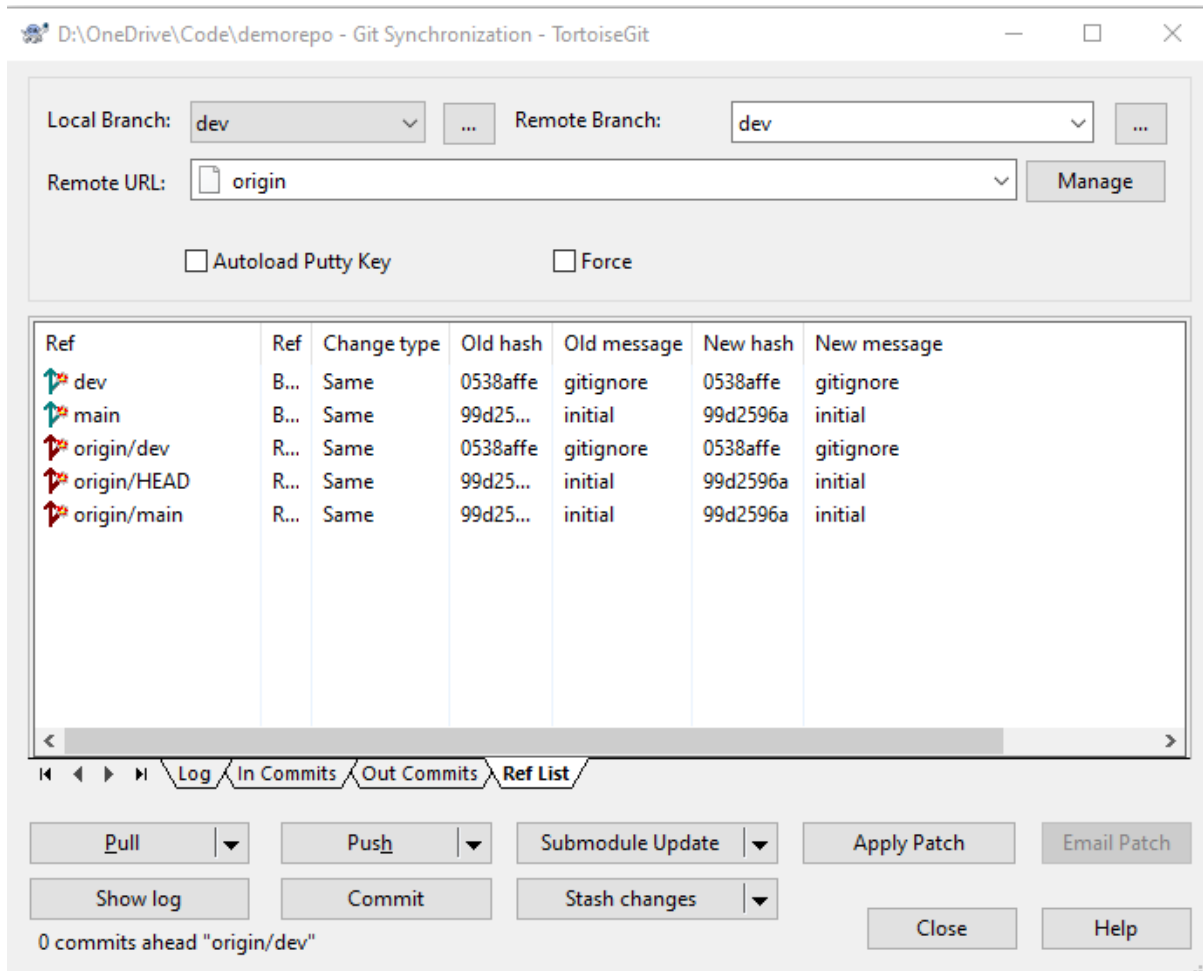 D:\OneDrive\Code\demorepo - Git Synchronization - TortoiseGit
Local Branch: dev ... Remote Branch: dev ...
Remote URL: origin Manage
Autoload Putty Key Force
Ref Ref Change type Old hash Old message New hash New message
dev B... Same 0538affe gitignore 0538affe gitignore
main B... Same 99d25... initial 99d2596a initial
origin/dev R... Same 0538affe gitignore 0538affe gitignore
origin/HEAD R... Same 99d25... initial 99d2596a initial
origin/main R... Same 99d25... initial 99d2596a initial
Log In Commits Out Commits Ref List
Pull Push Submodule Update Apply Patch Email Patch
Show log Commit Stash changes
Close Help
0 commits ahead "origin/dev"